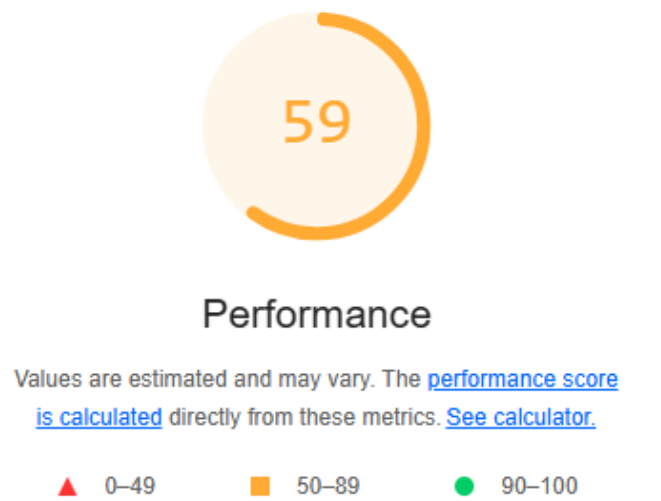 59
Performance
Values are estimated and may vary. The performance score
is calculated directly from these metrics. See calculator.
0–49 50–89 90–100